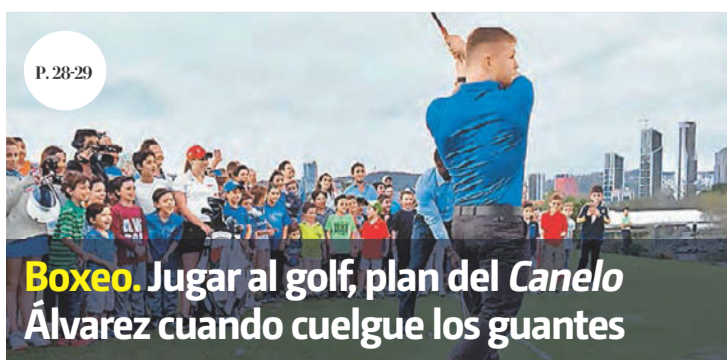 P. 28-29
Boxeo. Jugar al golf, plan del Canelo
Álvarez cuando cuelgue los guantes